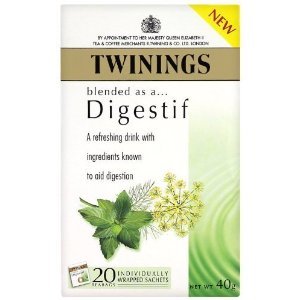 NEW
BY APPOINTMENT TO HER MAJESTY QUEEN ELIZABETH II
TEA & COFFEE MERCHANTS R.TWINING & CO. LTD. LONDON
TWININGS
blended as a...
Digestif
A refreshing drink with
ingredients known
to aid digestion
20 TEABAGS INDIVIDUALLY
WRAPPED SACHETS
NET WT 40g